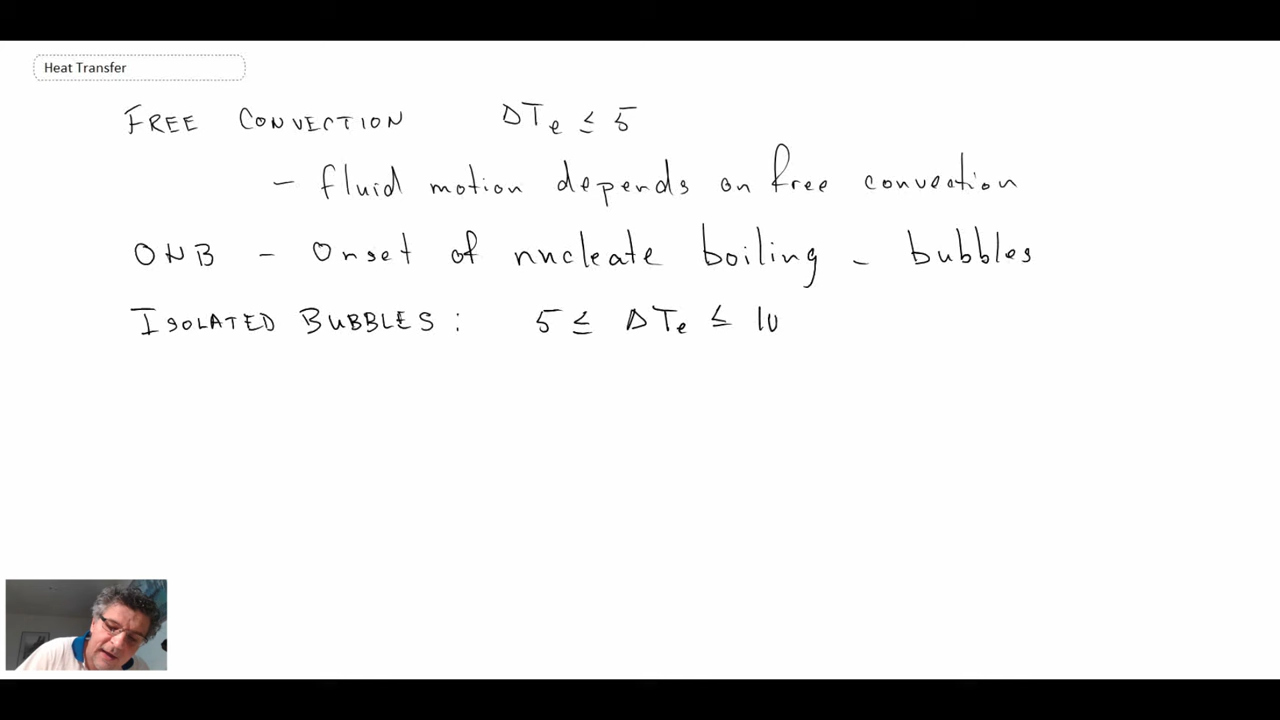 Heat Transfer
FREE CONVECTION ΔTe ≤ 5
- fluid motion depends on free convection
ONB - Onset of nucleate boiling - bubbles
ISOLATED BUBBLES: 5 ≤ ΔTe ≤ 10